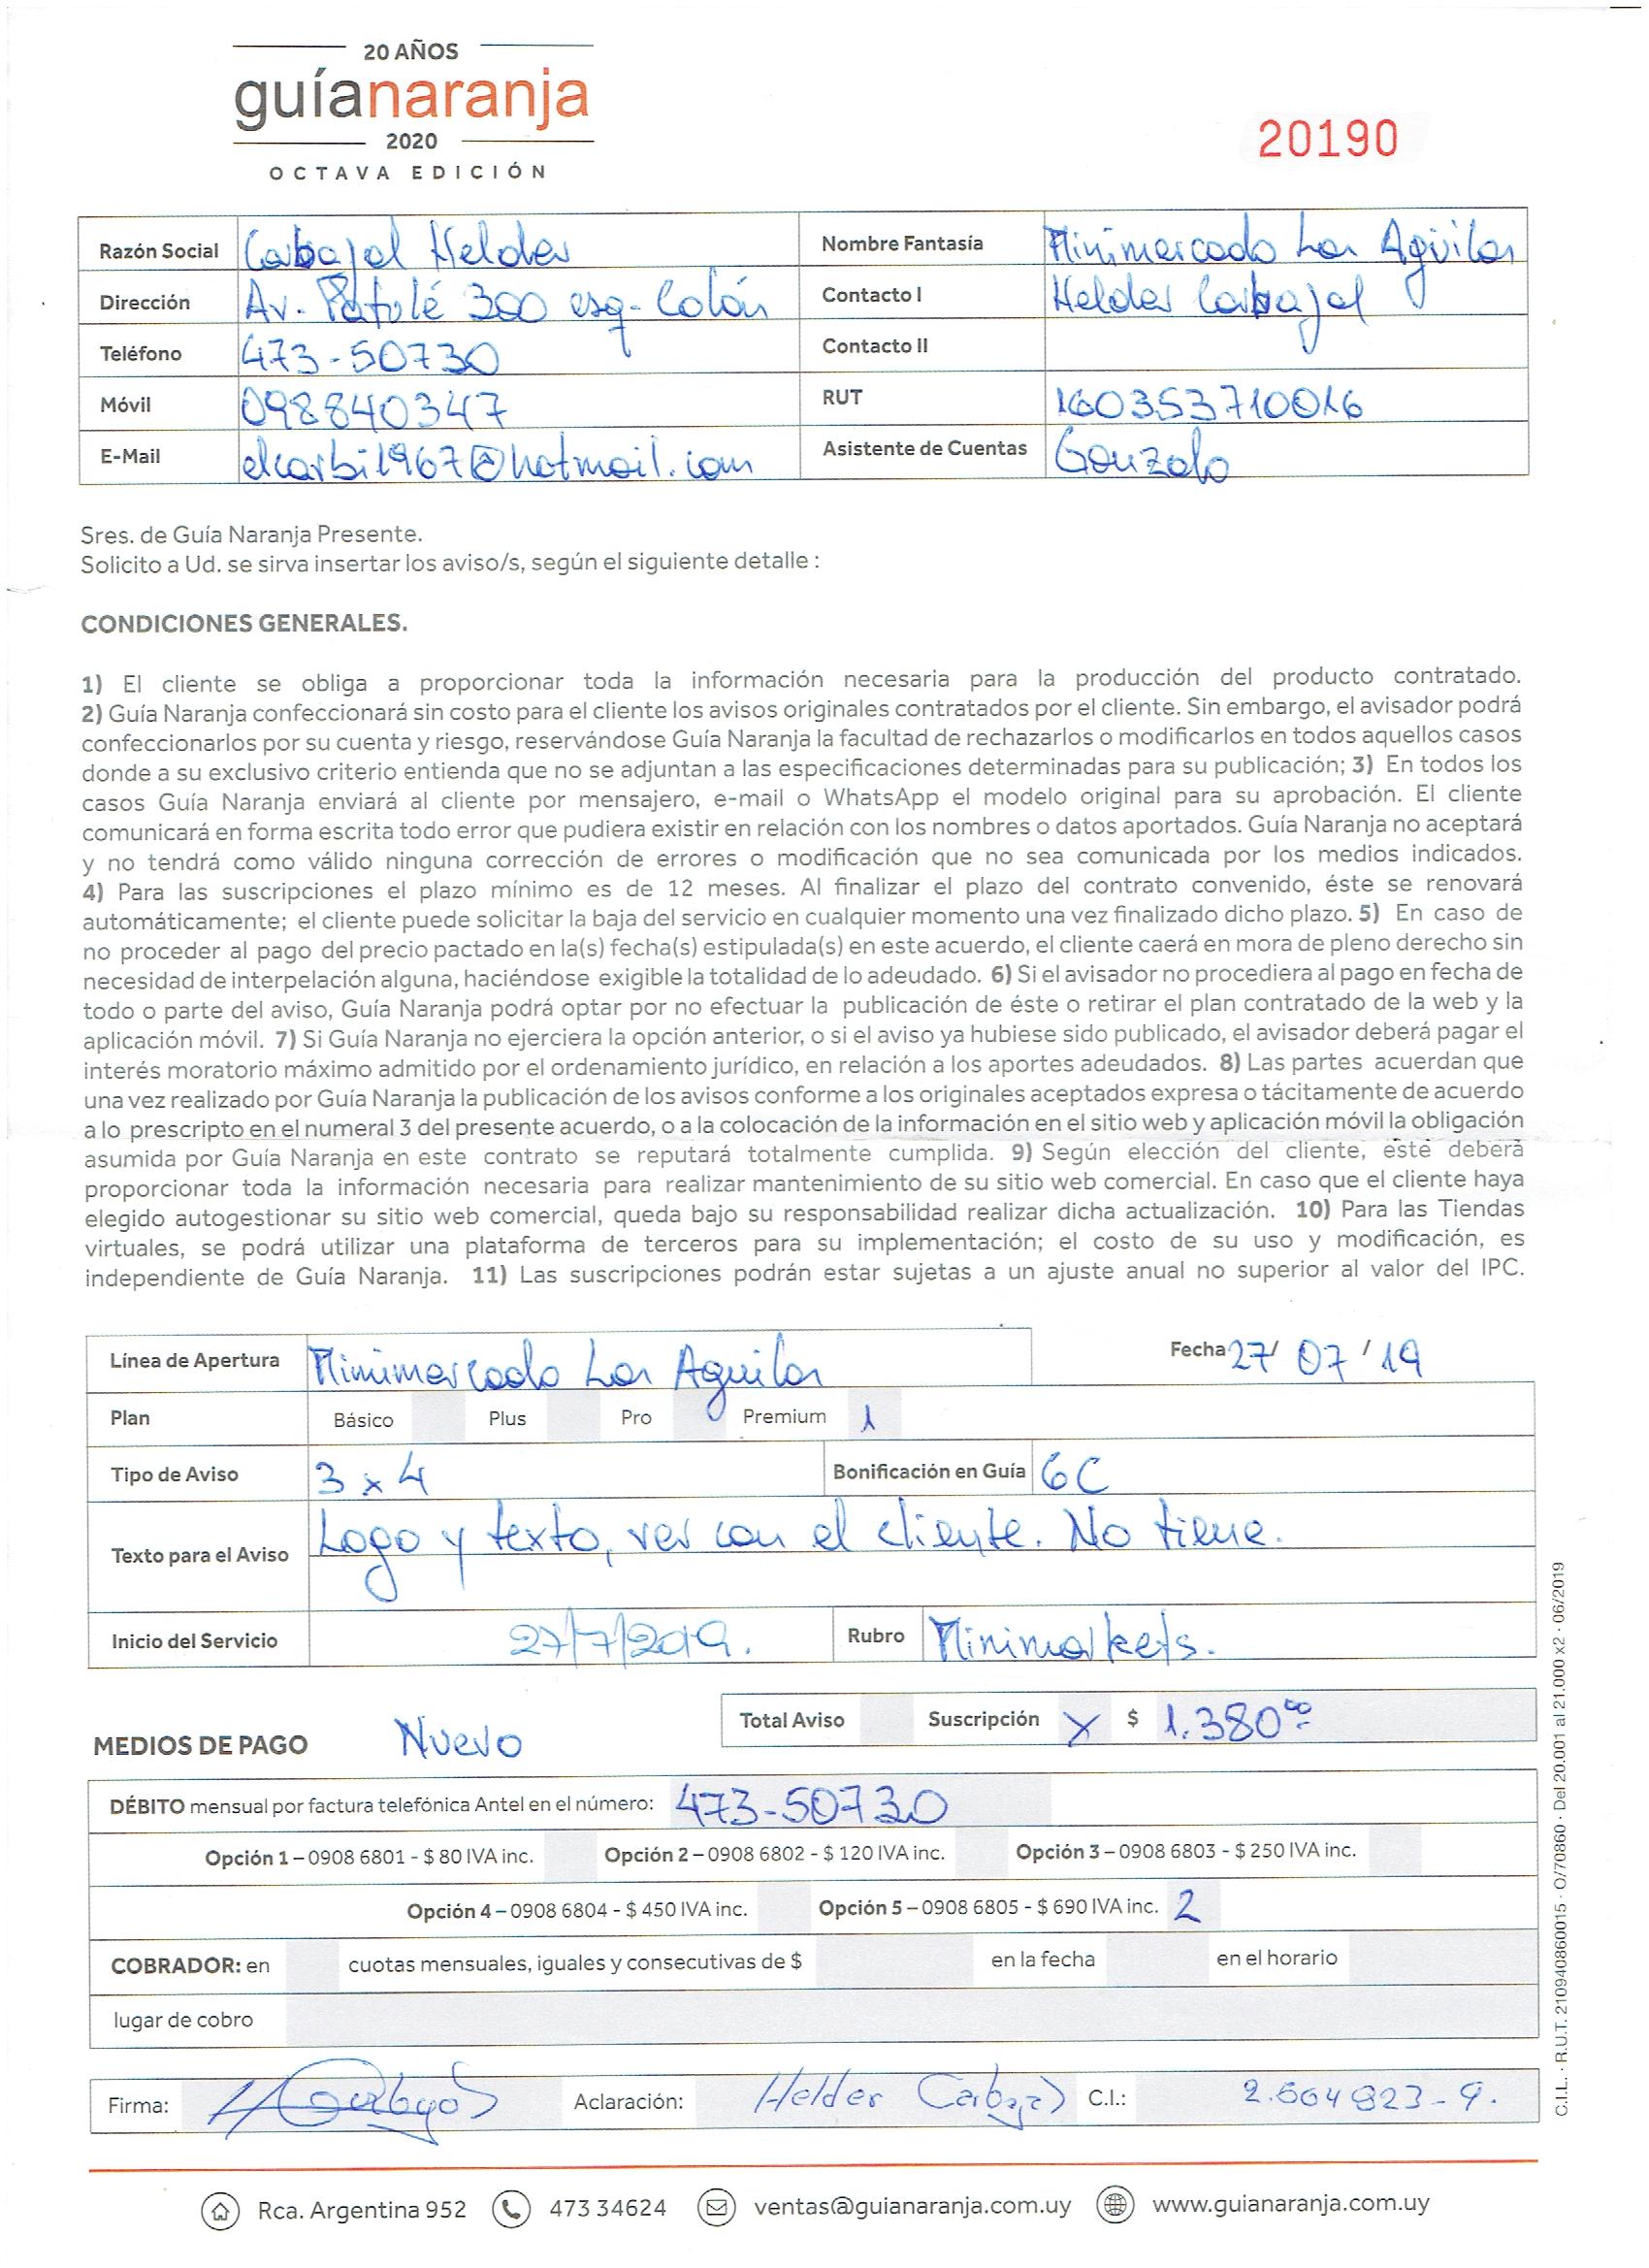 20 AÑOS
guíanaranja
2020
OCTAVA EDICIÓN
20190
Razón Social Carbajal Helder Nombre Fantasía Minimercado Las Aguilas
Dirección Av. 300 esq. Colón Contacto I Helder Carbajal
Teléfono 473-50730 Contacto II
Móvil 098840347 RUT 160353710016
E-Mail elcarbi1967@hotmail.com Asistente de Cuentas Gonzalo
Sres. de Guía Naranja Presente.
Solicito a Ud. se sirva insertar los aviso/s, según el siguiente detalle :
CONDICIONES GENERALES.
1) El cliente se obliga a proporcionar toda la información necesaria para la producción del producto contratado.
2) Guía Naranja confeccionará sin costo para el cliente los avisos originales contratados por el cliente. Sin embargo, el avisador podrá
confeccionarlos por su cuenta y riesgo, reservándose Guía Naranja la facultad de rechazarlos o modificarlos en todos aquellos casos
donde a su exclusivo criterio entienda que no se adjuntan a las especificaciones determinadas para su publicación; 3) En todos los
casos Guía Naranja enviará al cliente por mensajero, e-mail o WhatsApp el modelo original para su aprobación. El cliente
comunicará en forma escrita todo error que pudiera existir en relación con los nombres o datos aportados. Guía Naranja no aceptará
y no tendrá como válido ninguna corrección de errores o modificación que no sea comunicada por los medios indicados.
4) Para las suscripciones el plazo mínimo es de 12 meses. Al finalizar el plazo del contrato convenido, éste se renovará
automáticamente; el cliente puede solicitar la baja del servicio en cualquier momento una vez finalizado dicho plazo. 5) En caso de
no proceder al pago del precio pactado en la(s) fecha(s) estipulada(s) en este acuerdo, el cliente caerá en mora de pleno derecho sin
necesidad de interpelación alguna, haciéndose exigible la totalidad de lo adeudado. 6) Si el avisador no procediera al pago en fecha de
todo o parte del aviso, Guía Naranja podrá optar por no efectuar la publicación de éste o retirar el plan contratado de la web y la
aplicación móvil. 7) Si Guía Naranja no ejerciera la opción anterior, o si el aviso ya hubiese sido publicado, el avisador deberá pagar el
interés moratorio máximo admitido por el ordenamiento jurídico, en relación a los aportes adeudados. 8) Las partes acuerdan que
una vez realizado por Guía Naranja la publicación de los avisos conforme a los originales aceptados expresa o tácitamente de acuerdo
a lo prescripto en el numeral 3 del presente acuerdo, o a la colocación de la información en el sitio web y aplicación móvil la obligación
asumida por Guía Naranja en este contrato se reputará totalmente cumplida. 9) Según elección del cliente, éste deberá
proporcionar toda la información necesaria para realizar mantenimiento de su sitio web comercial. En caso que el cliente haya
elegido autogestionar su sitio web comercial, queda bajo su responsabilidad realizar dicha actualización. 10) Para las Tiendas
virtuales, se podrá utilizar una plataforma de terceros para su implementación; el costo de su uso y modificación, es
independiente de Guía Naranja. 11) Las suscripciones podrán estar sujetas a un ajuste anual no superior al valor del IPC.
Línea de Apertura Minimercado Las Aguilas Fecha 27/ 07 / 19
Plan Básico Plus Pro Premium 1
Tipo de Aviso 3 x 4 Bonificación en Guía 6C
Texto para el Aviso Logo y texto, ver con el cliente. No tiene.
Inicio del Servicio 27/7/2019. Rubro Minimarkets.
Total Aviso Suscripción X $ 1.380⁰⁰
MEDIOS DE PAGO Nuevo
DÉBITO mensual por factura telefónica Antel en el número: 473-50730
Opción 1 – 0908 6801 - $ 80 IVA inc. Opción 2 – 0908 6802 - $ 120 IVA inc. Opción 3 – 0908 6803 - $ 250 IVA inc.
Opción 4 – 0908 6804 - $ 450 IVA inc. Opción 5 – 0908 6805 - $ 690 IVA inc. 2
COBRADOR: en cuotas mensuales, iguales y consecutivas de $ en la fecha en el horario
lugar de cobro
Firma: Aclaración: Helder Carbajal C.I.: 2.604823-9.
Rca. Argentina 952 473 34624 ventas@guianaranja.com.uy www.guianaranja.com.uy
C.I.L. · R.U.T. 210940860015 · O/70860 · Del 20.001 al 21.000 x2 · 06/2019